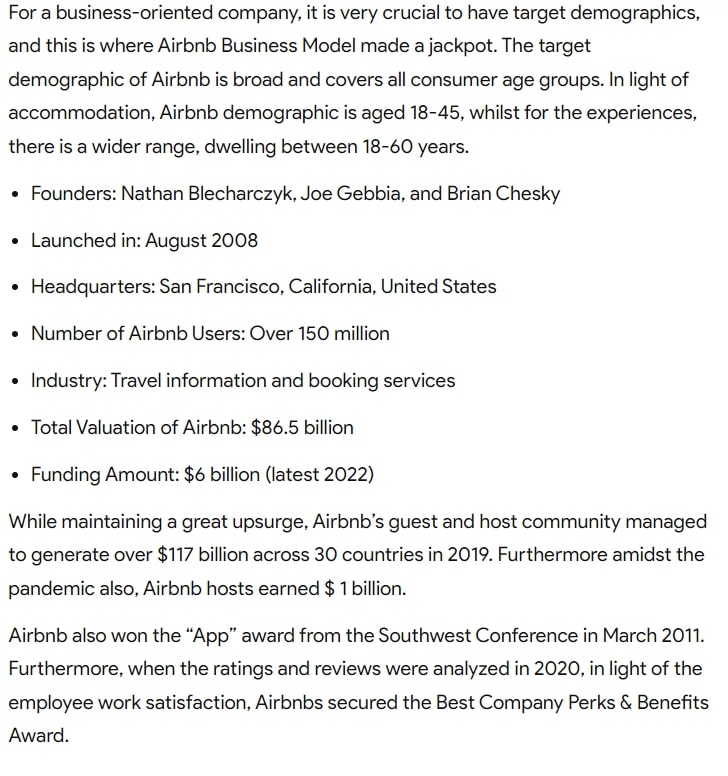 For a business-oriented company, it is very crucial to have target demographics,
and this is where Airbnb Business Model made a jackpot. The target
demographic of Airbnb is broad and covers all consumer age groups. In light of
accommodation, Airbnb demographic is aged 18-45, whilst for the experiences,
there is a wider range, dwelling between 18-60 years.
• Founders: Nathan Blecharczyk, Joe Gebbia, and Brian Chesky
• Launched in: August 2008
• Headquarters: San Francisco, California, United States
• Number of Airbnb Users: Over 150 million
• Industry: Travel information and booking services
• Total Valuation of Airbnb: $86.5 billion
• Funding Amount: $6 billion (latest 2022)
While maintaining a great upsurge, Airbnb’s guest and host community managed
to generate over $117 billion across 30 countries in 2019. Furthermore amidst the
pandemic also, Airbnb hosts earned $ 1 billion.
Airbnb also won the “App” award from the Southwest Conference in March 2011.
Furthermore, when the ratings and reviews were analyzed in 2020, in light of the
employee work satisfaction, Airbnbs secured the Best Company Perks & Benefits
Award.